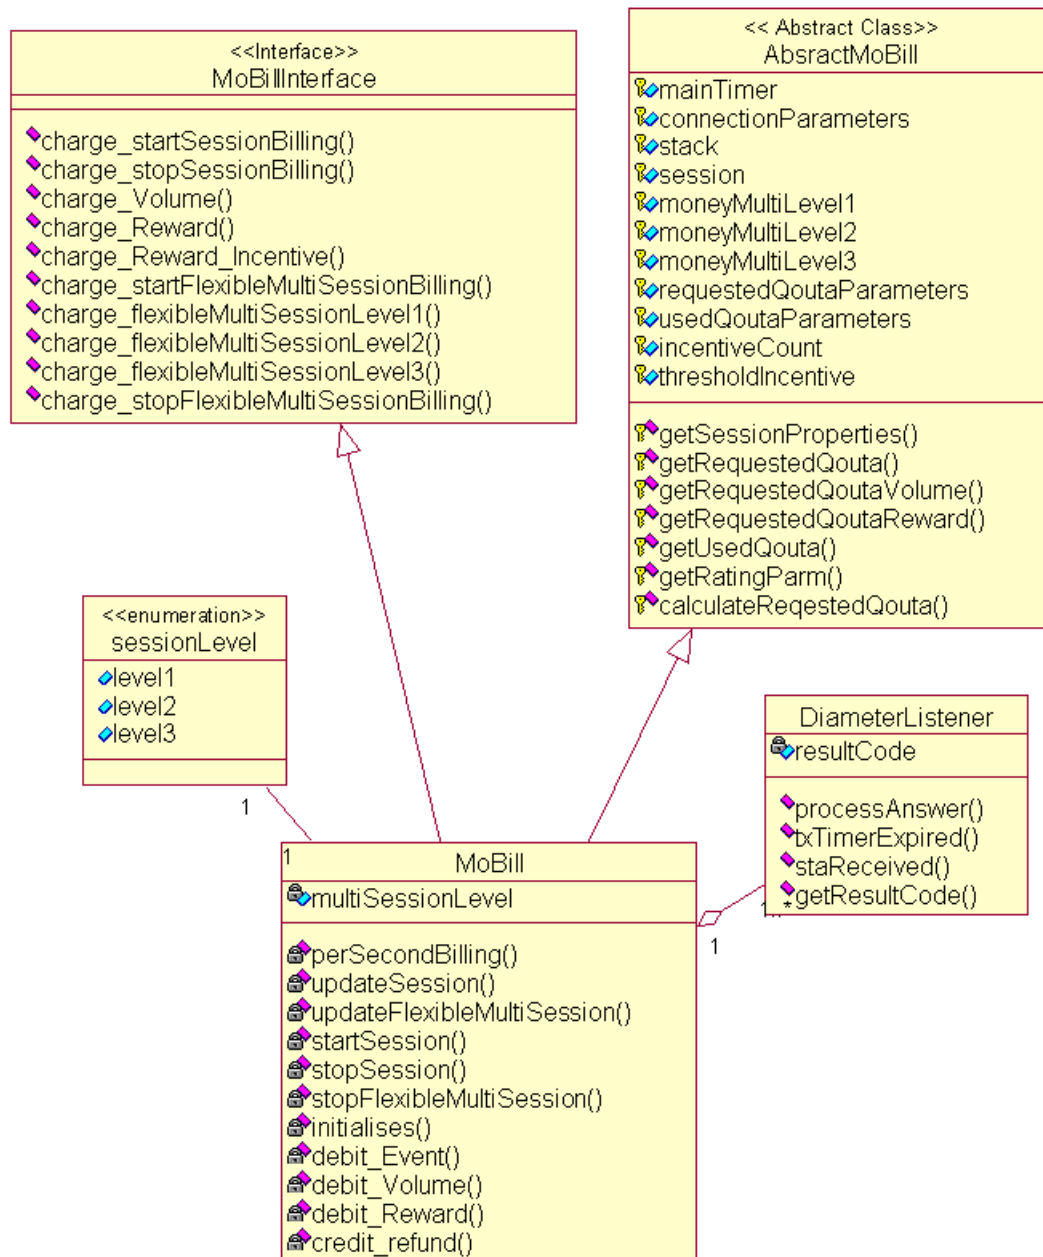 <<Interface>>
MoBillInterface
charge_startSessionBilling()
charge_stopSessionBilling()
charge_Volume()
charge_Reward()
charge_Reward_Incentive()
charge_startFlexibleMultiSessionBilling()
charge_flexibleMultiSessionLevel1()
charge_flexibleMultiSessionLevel2()
charge_flexibleMultiSessionLevel3()
charge_stopFlexibleMultiSessionBilling()
<< Abstract Class>>
AbsractMoBill
mainTimer
connectionParameters
stack
session
moneyMultiLevel1
moneyMultiLevel2
moneyMultiLevel3
requestedQoutaParameters
usedQoutaParameters
incentiveCount
thresholdIncentive
getSessionProperties()
getRequestedQouta()
getRequestedQoutaVolume()
getRequestedQoutaReward()
getUsedQouta()
getRatingParm()
calculateReqestedQouta()
<<enumeration>>
sessionLevel
level1
level2
level3
1
DiameterListener
resultCode
processAnswer()
txTimerExpired()
staReceived()
getResultCode()
1
1
MoBill
multiSessionLevel
perSecondBilling()
updateSession()
updateFlexibleMultiSession()
startSession()
stopSession()
stopFlexibleMultiSession()
initialises()
debit_Event()
debit_Volume()
debit_Reward()
credit_refund()